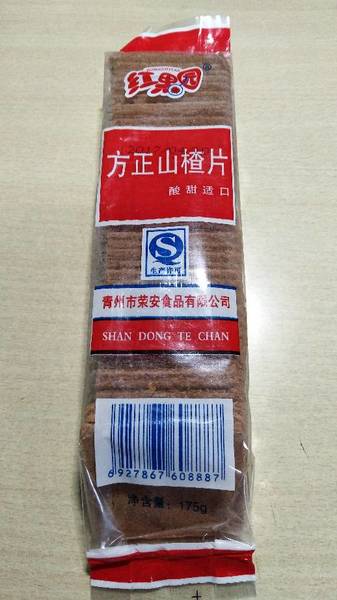 红果园®
方正山楂片
酸甜适口
生产许可
青州市荣安食品有限公司
SHAN DONG TE CHAN
6927867608887
净含量：175g